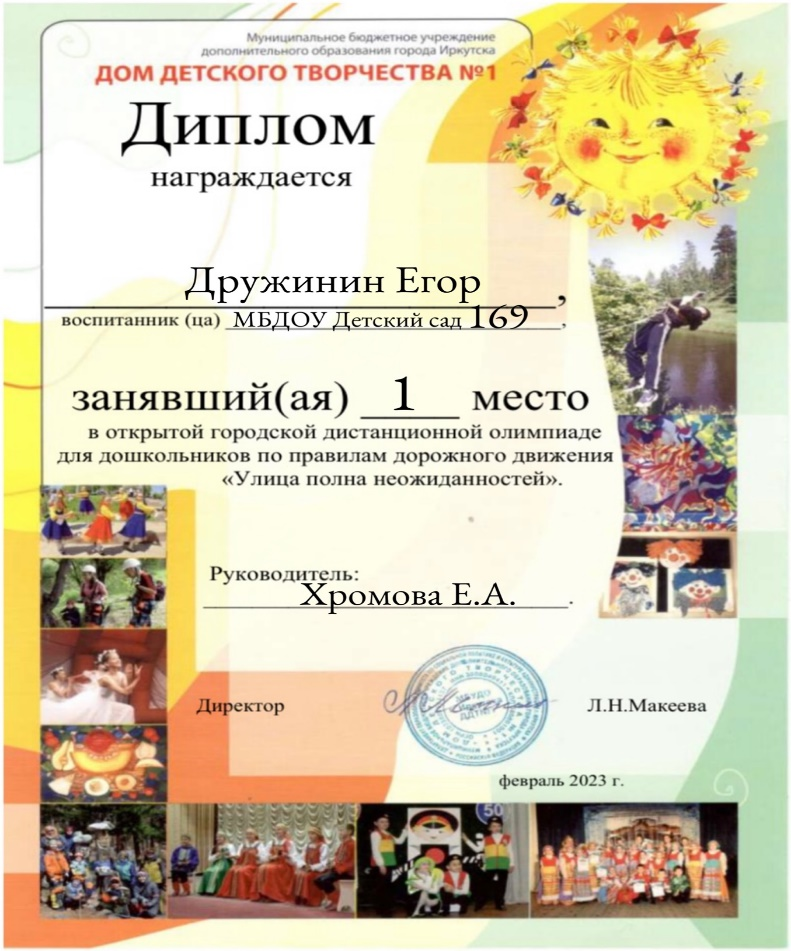 Муниципальное бюджетное учреждение
дополнительного образования города Иркутска
ДОМ ДЕТСКОГО ТВОРЧЕСТВА №1
Диплом
награждается
Дружинин Егор,
воспитанник (ца) МБДОУ Детский сад 169,
занявший(ая) 1 место
в открытой городской дистанционной олимпиаде
для дошкольников по правилам дорожного движения
«Улица полна неожиданностей».
Руководитель:
Хромова Е.А.
Директор
МБУДО
Л.Н.Макеева
февраль 2023 г.
50